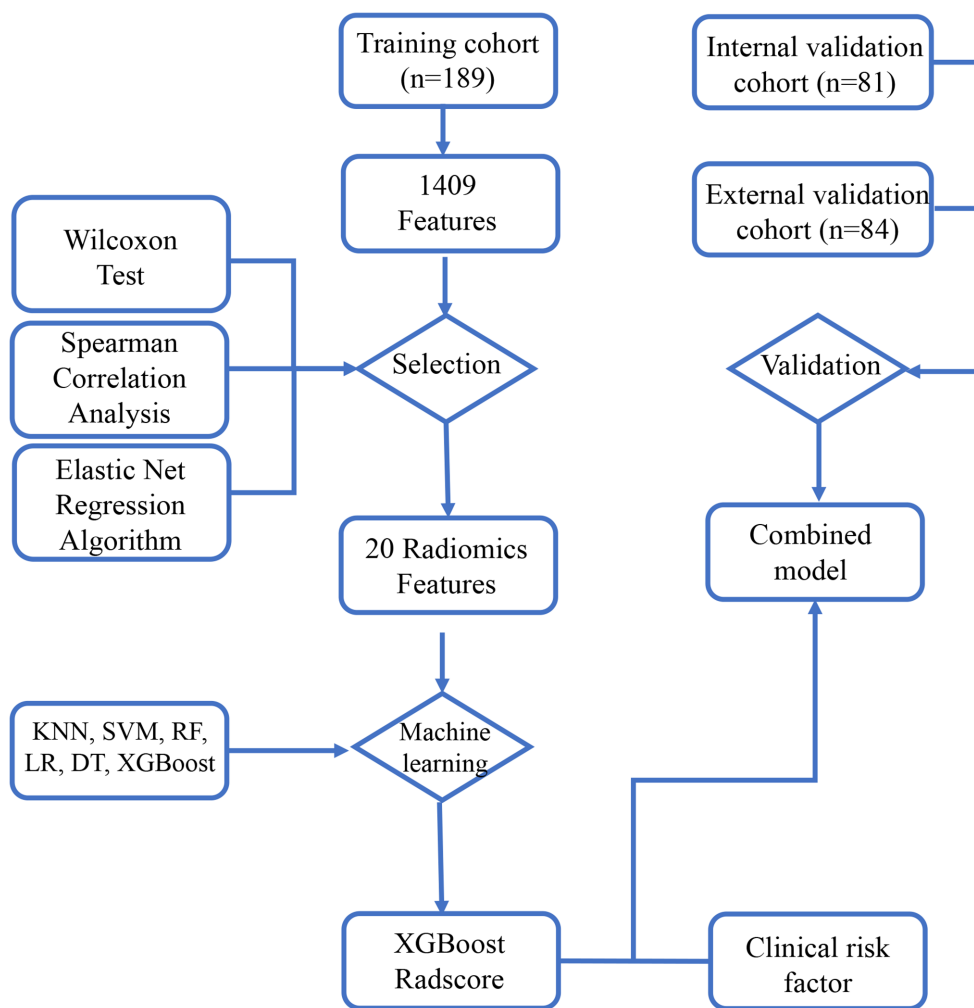 Training cohort
(n=189)
Internal validation
cohort (n=81)
1409
Features
External validation
cohort (n=84)
Wilcoxon
Test
Spearman
Correlation
Analysis
Elastic Net
Regression
Algorithm
Selection
Validation
20 Radiomics
Features
Combined
model
KNN, SVM, RF,
LR, DT, XGBoost
Machine
learning
XGBoost
Radscore
Clinical risk
factor